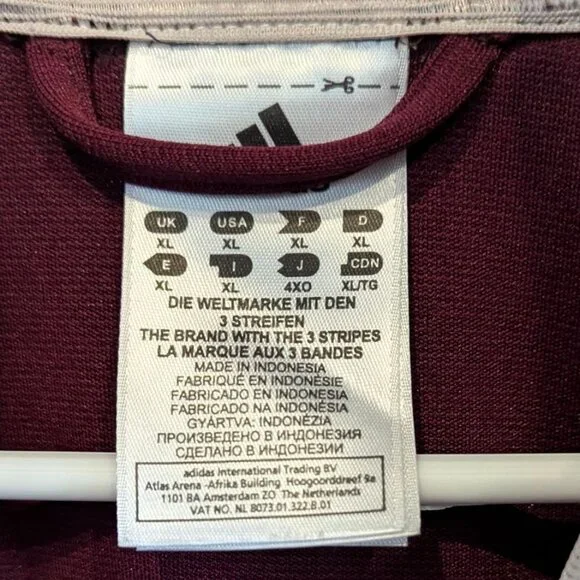 UK USA F D
XL XL XL XL
E I J CDN
XL XL 4XO XL/TG
DIE WELTMARKE MIT DEN
3 STREIFEN
THE BRAND WITH THE 3 STRIPES
LA MARQUE AUX 3 BANDES
MADE IN INDONESIA
FABRIQUÉ EN INDONÉSIE
FABRICADO EN INDONESIA
FABRICADO NA INDONÉSIA
GYÁRTVA: INDONÉZIA
ПРОИЗВЕДЕНО В ИНДОНЕЗИЯ
СДЕЛАНО В ИНДОНЕЗИИ
adidas International Trading BV
Atlas Arena -Afrika Building Hoogoorddreef 9a
1101 BA Amsterdam ZO The Netherlands
VAT NO. NL 8073.01.322.B.01